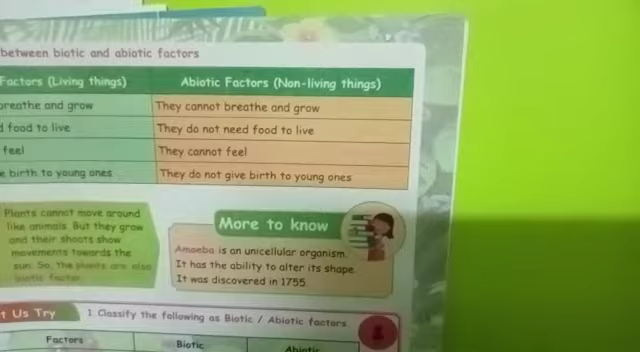 between biotic and abiotic factors
Factors (Living things) Abiotic Factors (Non-living things)
breathe and grow They cannot breathe and grow
food to live They do not need food to live
feel They cannot feel
birth to young ones They do not give birth to young ones
Plants cannot move around
like animals. But they grow
and their shoots show
movements towards the
sun. So, the plants are also
biotic factor.
More to know
Amoeba is an unicellular organism.
It has the ability to alter its shape.
It was discovered in 1755.
Us Try
1 Classify the following as Biotic / Abiotic factors.
Factors Biotic Abiotic